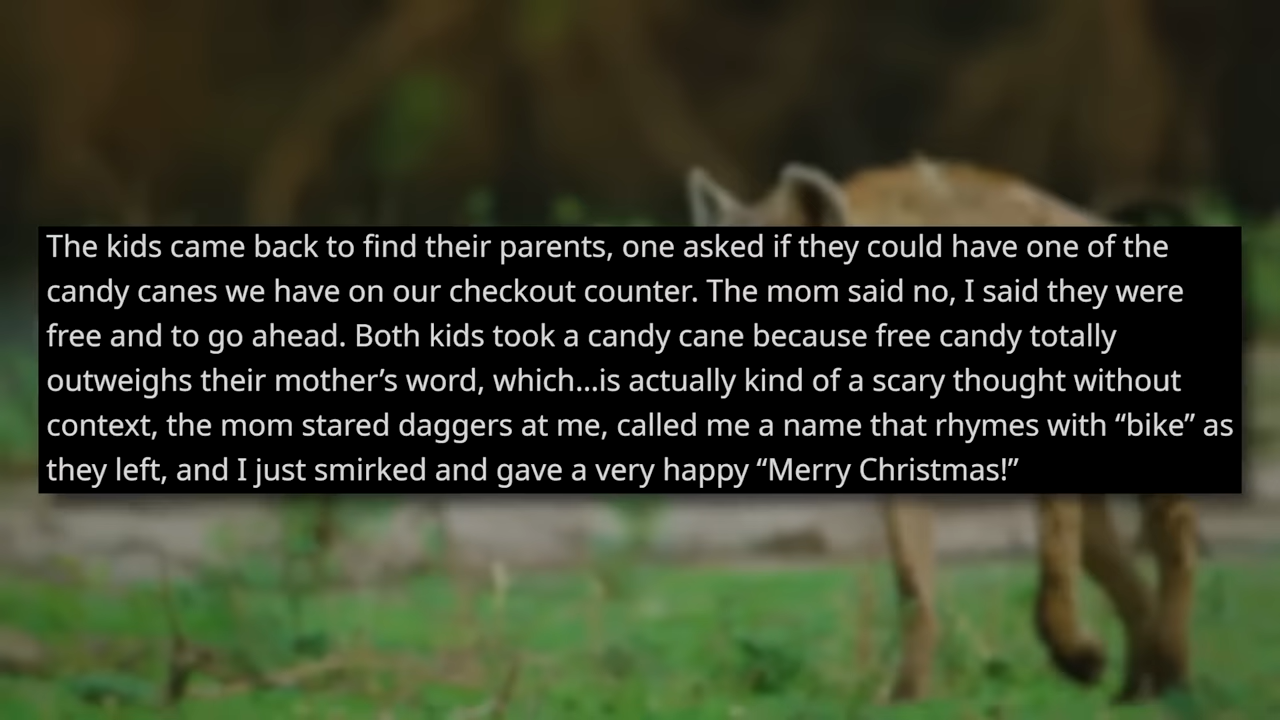 The kids came back to find their parents, one asked if they could have one of the
candy canes we have on our checkout counter. The mom said no, I said they were
free and to go ahead. Both kids took a candy cane because free candy totally
outweighs their mother’s word, which...is actually kind of a scary thought without
context, the mom stared daggers at me, called me a name that rhymes with “bike” as
they left, and I just smirked and gave a very happy “Merry Christmas!”